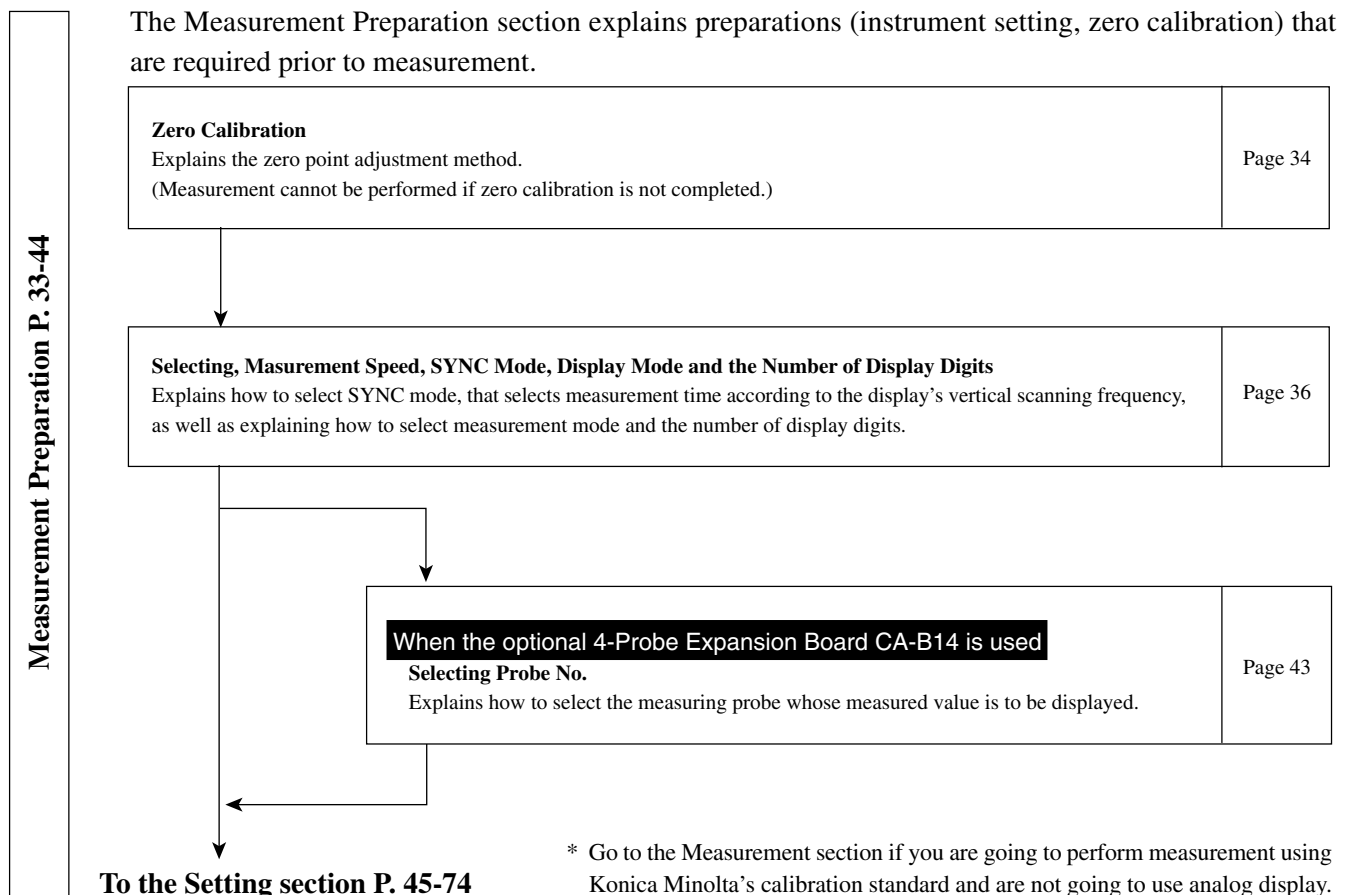 The Measurement Preparation section explains preparations (instrument setting, zero calibration) that
are required prior to measurement.
Measurement Preparation P. 33-44
Zero Calibration
Explains the zero point adjustment method.
(Measurement cannot be performed if zero calibration is not completed.)
Page 34
Selecting, Masurement Speed, SYNC Mode, Display Mode and the Number of Display Digits
Explains how to select SYNC mode, that selects measurement time according to the display's vertical scanning frequency,
as well as explaining how to select measurement mode and the number of display digits.
Page 36
When the optional 4-Probe Expansion Board CA-B14 is used
Selecting Probe No.
Explains how to select the measuring probe whose measured value is to be displayed.
Page 43
To the Setting section P. 45-74
* Go to the Measurement section if you are going to perform measurement using
Konica Minolta's calibration standard and are not going to use analog display.